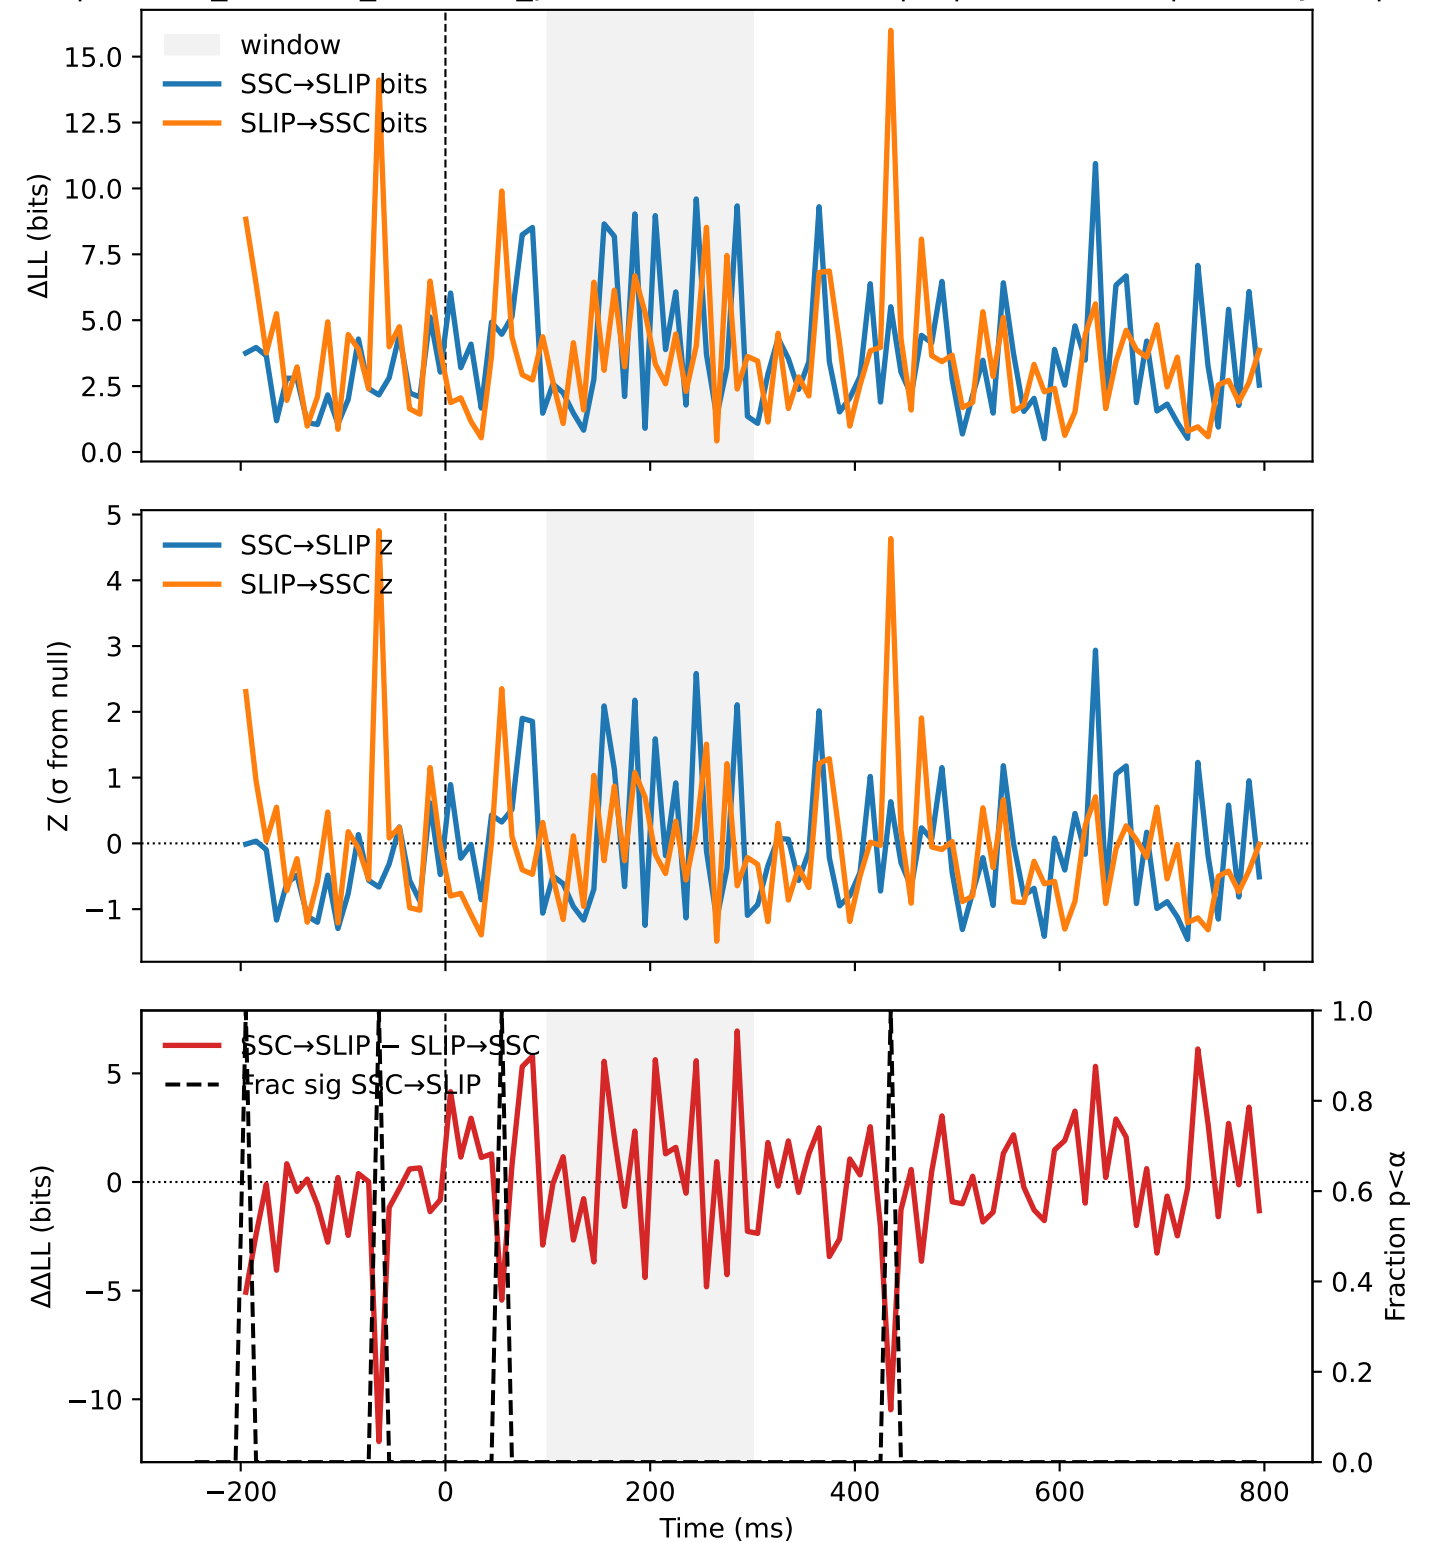 window
SSC→SLIP bits
SLIP→SSC bits
15.0
12.5
10.0
7.5
5.0
2.5
0.0
ΔLL (bits)
SSC→SLIP z
SLIP→SSC z
5
4
3
2
1
0
−1
Z (σ from null)
SSC→SLIP − SLIP→SSC
frac sig SSC→SLIP
5
0
−5
−10
ΔΔLL (bits)
1.0
0.8
0.6
0.4
0.2
0.0
Fraction p<α
−200 0 200 400 600 800
Time (ms)